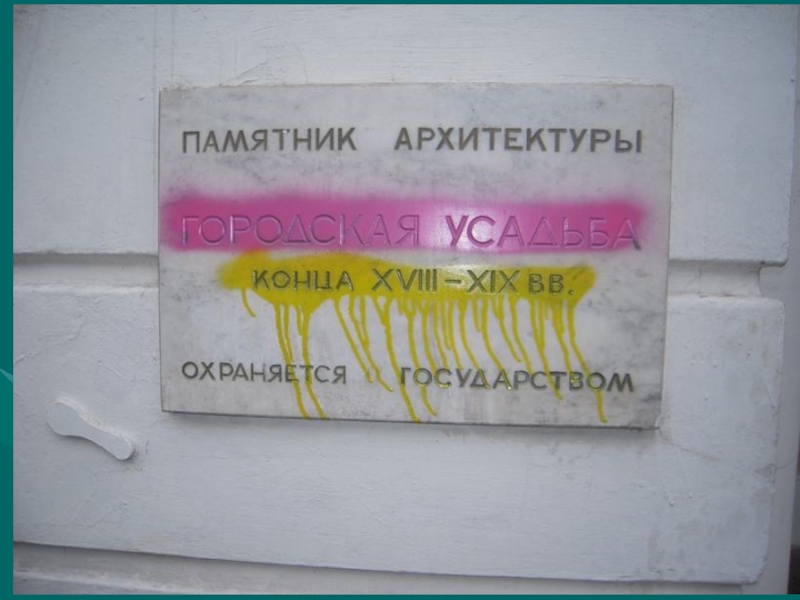 ПАМЯТНИК АРХИТЕКТУРЫ
ГОРОДСКАЯ УСАДЬБА
КОНЦА XVIII – XIX ВВ.
ОХРАНЯЕТСЯ ГОСУДАРСТВОМ